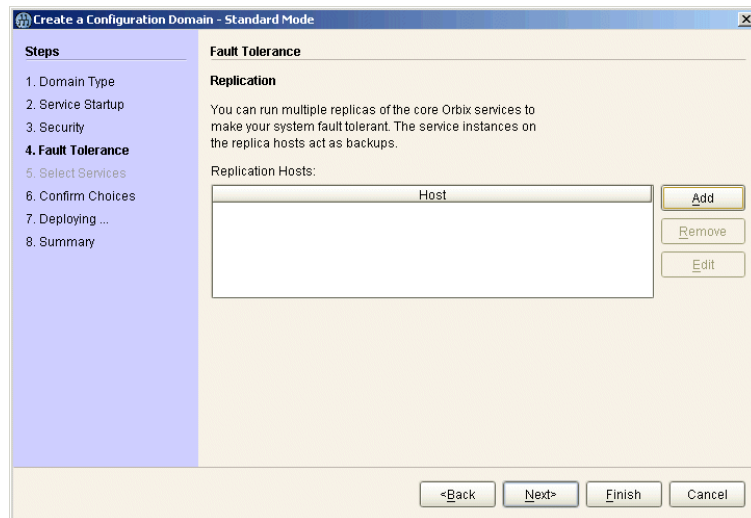 Create a Configuration Domain - Standard Mode
Steps
1. Domain Type
2. Service Startup
3. Security
4. Fault Tolerance
5. Select Services
6. Confirm Choices
7. Deploying ...
8. Summary
Fault Tolerance
Replication
You can run multiple replicas of the core Orbix services to
make your system fault tolerant. The service instances on
the replica hosts act as backups.
Replication Hosts:
Host
Add
Remove
Edit
<Back
Next>
Finish
Cancel